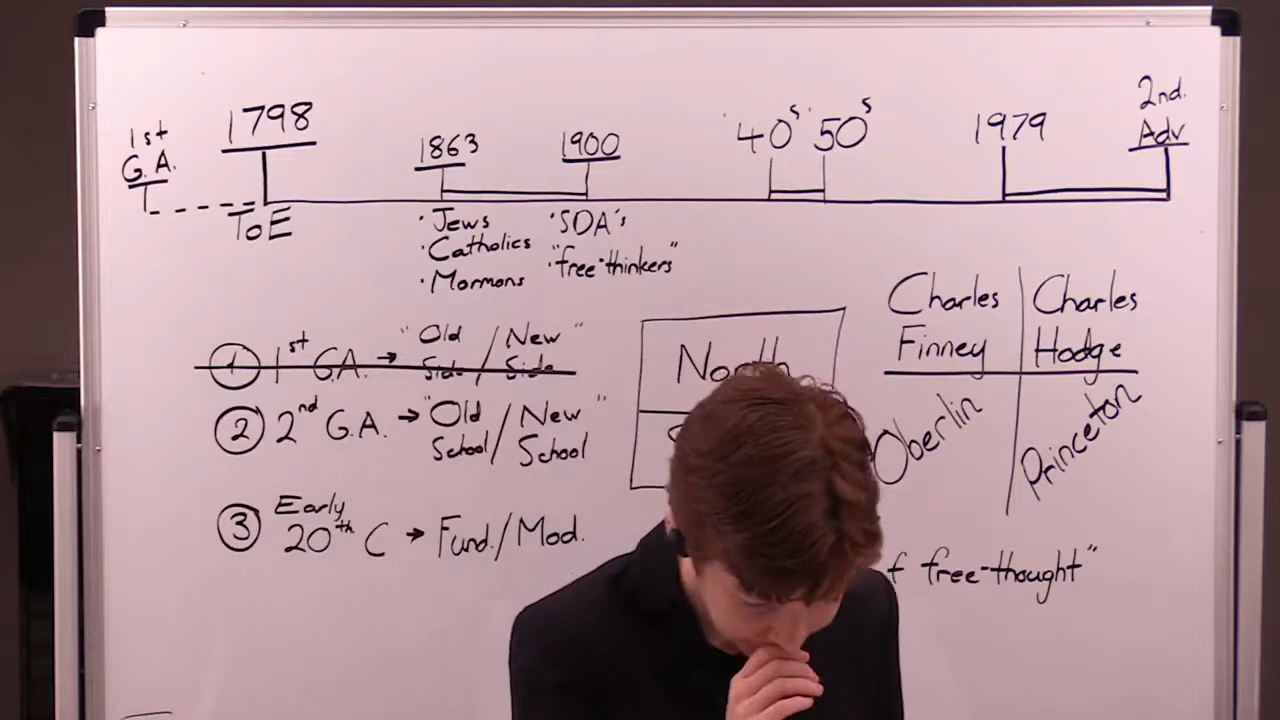 1st G.A.
1798
ToE
1863
1900
'40s '50s
1979
2nd. Adv
· Jews
· Catholics
· Mormons
· SDA's
· "free-thinkers"
① 1st G.A. → "Old Side / New Side"
② 2nd G.A. → "Old School / New School"
③ Early 20th C → Fund. / Mod.
North
Charles Finney
Charles Hodge
Oberlin
Princeton
free-thought"